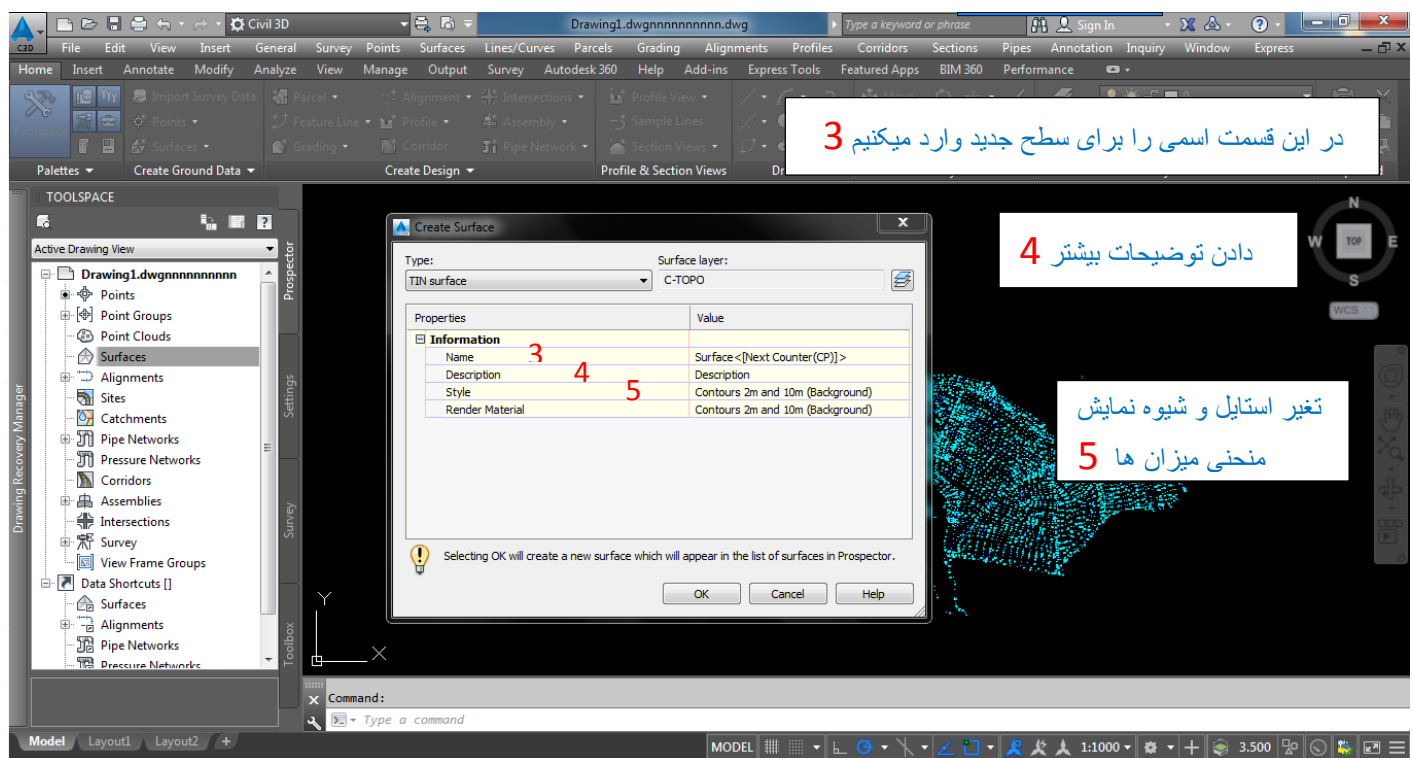 Civil 3D
Drawing1.dwgnnnnnnnnnn.dwg
Type a keyword or phrase
Sign In
C3D
File Edit View Insert General Survey Points Surfaces Lines/Curves Parcels Grading Alignments Profiles Corridors Sections Pipes Annotation Inquiry Window Express
Home Insert Annotate Modify Analyze View Manage Output Survey Autodesk 360 Help Add-ins Express Tools Featured Apps BIM 360 Performance
Import Survey Data Parcel Alignment Intersections Profile View
Toolspace Points Feature Line Profile Assembly Sample Lines
Surfaces Grading Corridor Pipe Network Section Views
Palettes Create Ground Data Create Design Profile & Section Views
در این قسمت اسمی را برای سطح جدید وارد میکنیم 3
TOOLSPACE
Active Drawing View
Drawing1.dwgnnnnnnnnnn
Points
Point Groups
Point Clouds
Surfaces
Alignments
Sites
Catchments
Pipe Networks
Pressure Networks
Corridors
Assemblies
Intersections
Survey
View Frame Groups
Data Shortcuts []
Surfaces
Alignments
Pipe Networks
Pressure Networks
Prospector
Settings
Survey
Toolbox
Drawing Recovery Manager
Create Surface
Type:
Surface layer:
TIN surface
C-TOPO
Properties Value
Information
Name 3 Surface<[Next Counter(CP)]>
Description 4 Description
Style 5 Contours 2m and 10m (Background)
Render Material Contours 2m and 10m (Background)
Selecting OK will create a new surface which will appear in the list of surfaces in Prospector.
OK Cancel Help
دادن توضیحات بیشتر 4
تغیر استایل و شیوه نمایش
منحنی میزان ها 5
N
W TOP E
S
WCS
Y
X
Command:
Type a command
Model Layout1 Layout2 +
MODEL 1:1000 3.500